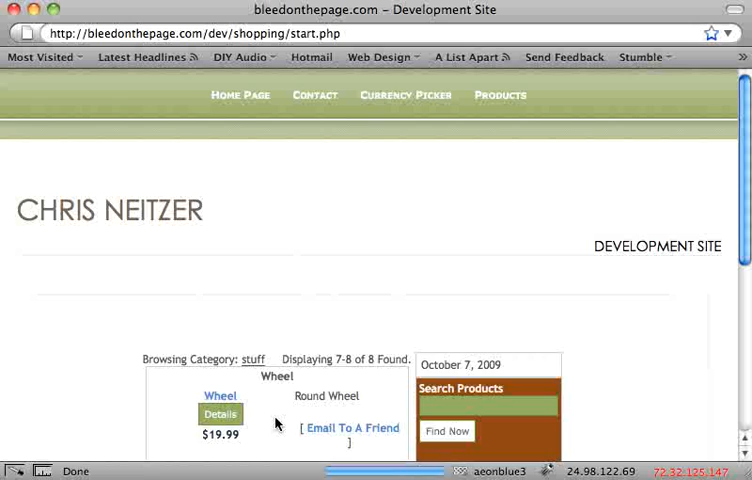 bleedonthepage.com - Development Site
http://bleedonthepage.com/dev/shopping/start.php
Most Visited Latest Headlines DIY Audio Hotmail Web Design A List Apart Send Feedback Stumble »
Home Page Contact Currency Picker Products
CHRIS NEITZER
DEVELOPMENT SITE
Browsing Category: stuff Displaying 7-8 of 8 Found.
October 7, 2009
Wheel
Search Products
Wheel Round Wheel
Details
[ Email To A Friend
]
$19.99
Find Now
Done aeonblue3 24.98.122.69 72.32.125.147